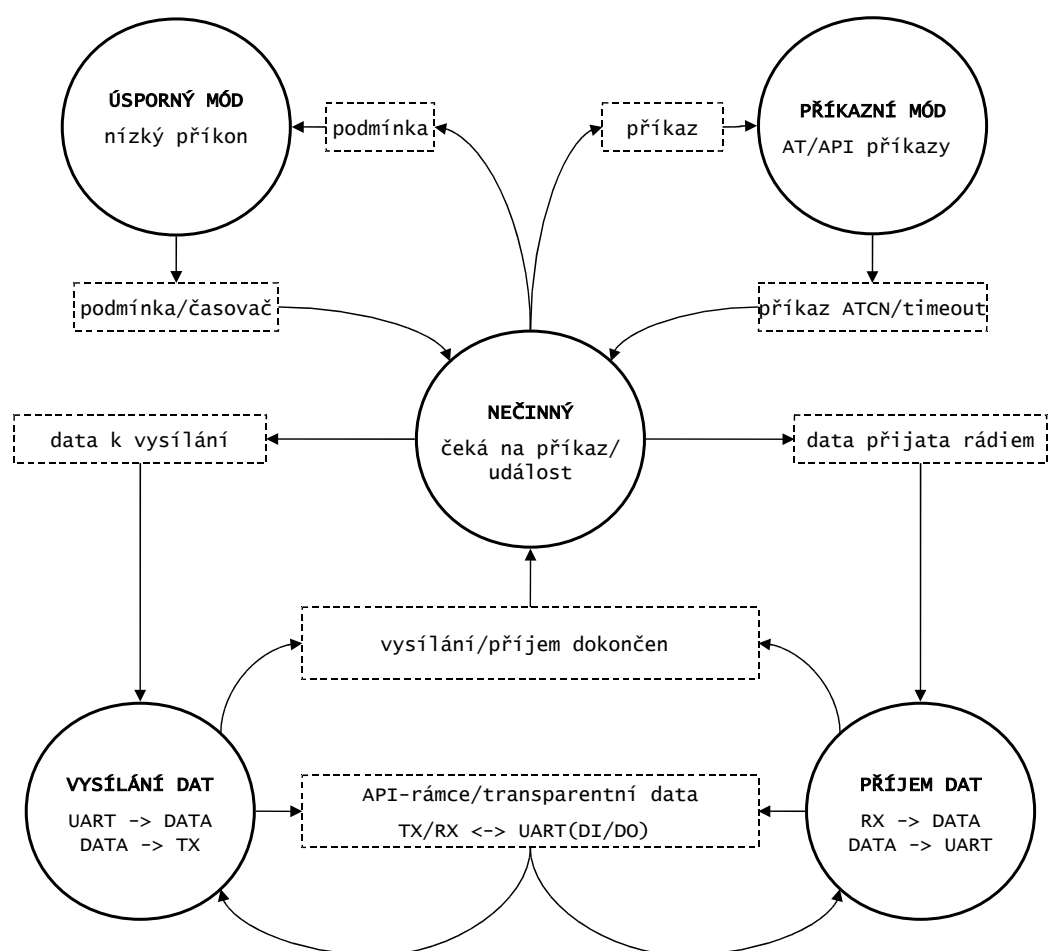 ÚSPORNÝ MÓD
nízký příkon
podmínka
příkaz
PŘÍKAZNÍ MÓD
AT/API příkazy
podmínka/časovač
příkaz ATCN/timeout
NEČINNÝ
čeká na příkaz/
událost
data k vysílání
data přijata rádiem
vysílání/příjem dokončen
VYSÍLÁNÍ DAT
UART -> DATA
DATA -> TX
API-rámce/transparentní data
TX/RX <-> UART(DI/DO)
PŘÍJEM DAT
RX -> DATA
DATA -> UART